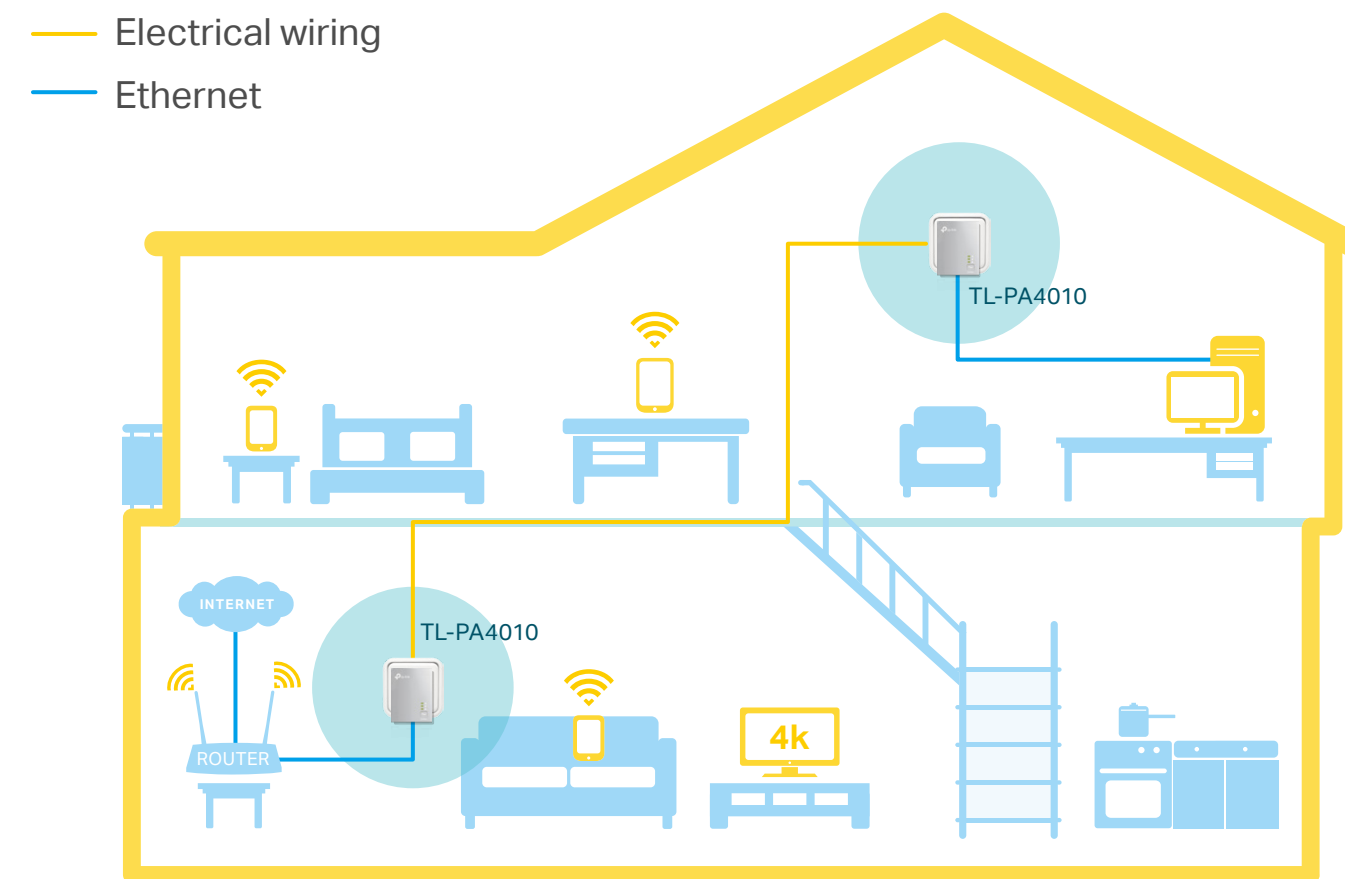 Electrical wiring
Ethernet
TL-PA4010
INTERNET
TL-PA4010
4k
ROUTER